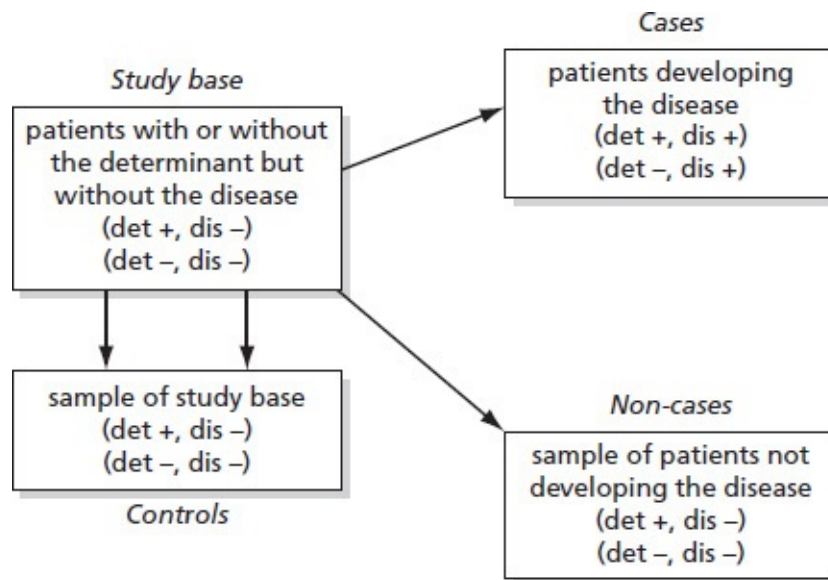 Study base
patients with or without
the determinant but
without the disease
(det +, dis –)
(det –, dis –)
Cases
patients developing
the disease
(det +, dis +)
(det –, dis +)
sample of study base
(det +, dis –)
(det –, dis –)
Controls
Non-cases
sample of patients not
developing the disease
(det +, dis –)
(det –, dis –)